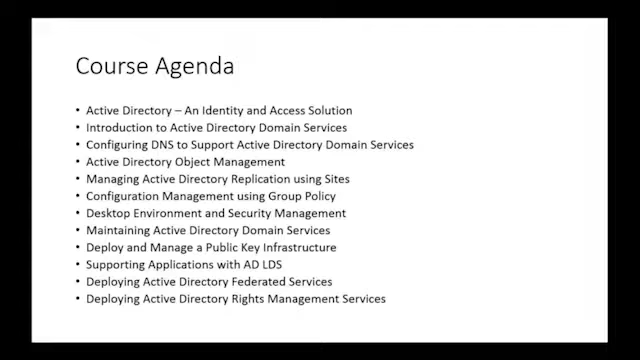 Course Agenda
• Active Directory – An Identity and Access Solution
• Introduction to Active Directory Domain Services
• Configuring DNS to Support Active Directory Domain Services
• Active Directory Object Management
• Managing Active Directory Replication using Sites
• Configuration Management using Group Policy
• Desktop Environment and Security Management
• Maintaining Active Directory Domain Services
• Deploy and Manage a Public Key Infrastructure
• Supporting Applications with AD LDS
• Deploying Active Directory Federated Services
• Deploying Active Directory Rights Management Services